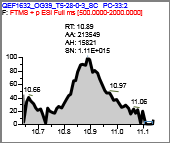 QEF1632_OG39_T5-28-0-3_SC PC-33:2
F: FTMS + p ESI Full ms [500.0000-2000.0000]
RT: 10.89
AA: 213549
AH: 15821
SN: 1.11E+015
100
80
60
40
20
0
10.66
10.97
11.06
10.7 10.8 10.9 11.0 11.1